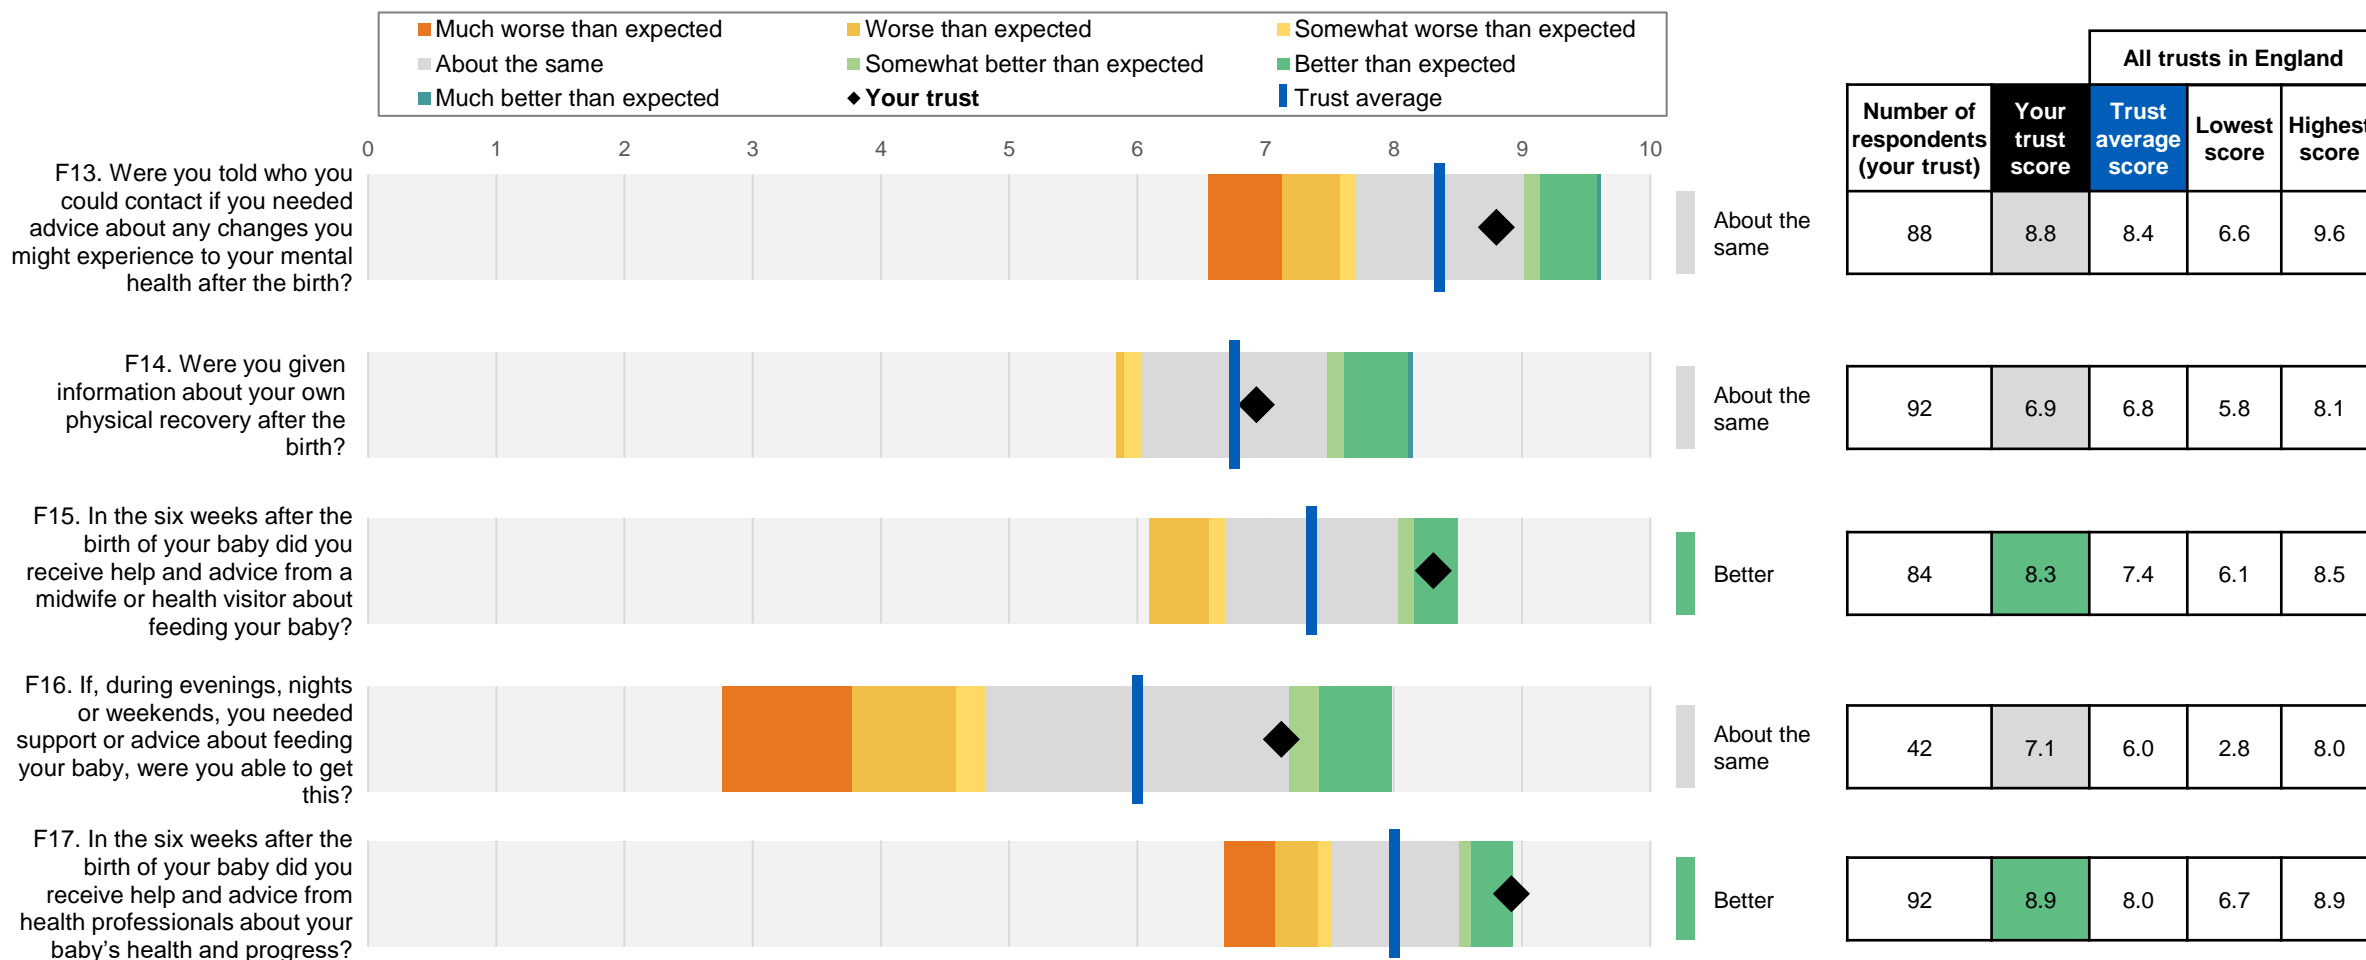 Much worse than expected
Worse than expected
Somewhat worse than expected
About the same
Somewhat better than expected
Better than expected
Much better than expected
Your trust
Trust average
All trusts in England
Number of respondents (your trust)
Your trust score
Trust average score
Lowest score
Highest score
0 1 2 3 4 5 6 7 8 9 10
F13. Were you told who you
could contact if you needed
advice about any changes you
might experience to your mental
health after the birth?
About the
same
88 8.8 8.4 6.6 9.6
F14. Were you given
information about your own
physical recovery after the
birth?
About the
same
92 6.9 6.8 5.8 8.1
F15. In the six weeks after the
birth of your baby did you
receive help and advice from a
midwife or health visitor about
feeding your baby?
Better
84 8.3 7.4 6.1 8.5
F16. If, during evenings, nights
or weekends, you needed
support or advice about feeding
your baby, were you able to get
this?
About the
same
42 7.1 6.0 2.8 8.0
F17. In the six weeks after the
birth of your baby did you
receive help and advice from
health professionals about your
baby's health and progress?
Better
92 8.9 8.0 6.7 8.9